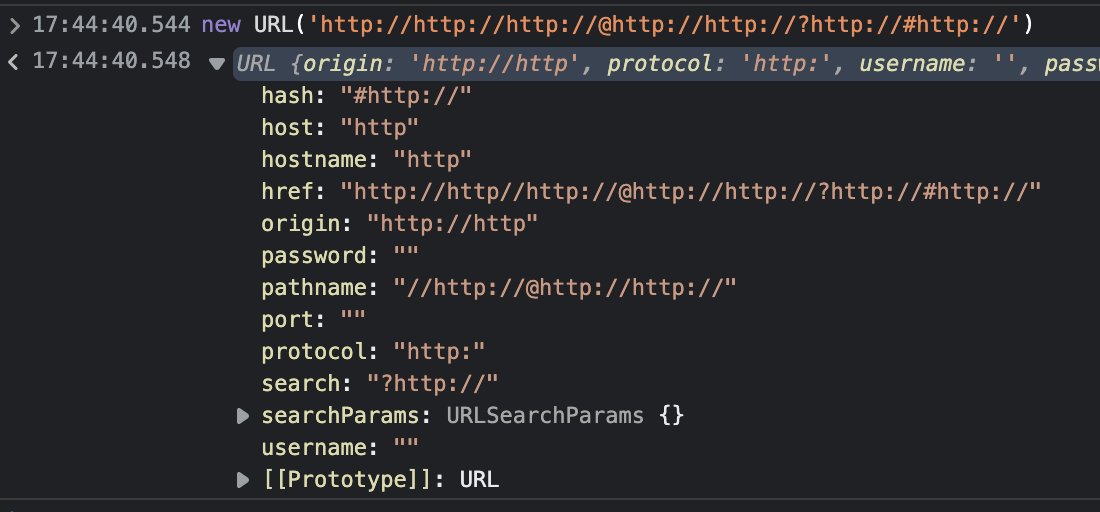 > 17:44:40.544 new URL('http://http://http://@http://http://?http://#http://')
< 17:44:40.548 ▼ URL {origin: 'http://http', protocol: 'http:', username: '', passw
hash: "#http://"
host: "http"
hostname: "http"
href: "http://http//http://@http://http://?http://#http://"
origin: "http://http"
password: ""
pathname: "//http://@http://http://"
port: ""
protocol: "http:"
search: "?http://"
▶ searchParams: URLSearchParams {}
username: ""
▶ [[Prototype]]: URL